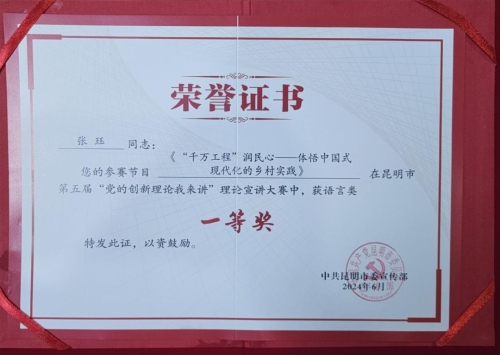 荣誉证书
张珏 同志：
《“千万工程”润民心——体悟中国式
您的参赛节目 现代化的乡村实践》 在昆明市
第五届“党的创新理论我来讲”理论宣讲大赛中，获语言类
一等奖
特发此证，以资鼓励。
中共昆明市委宣传部
2024年6月